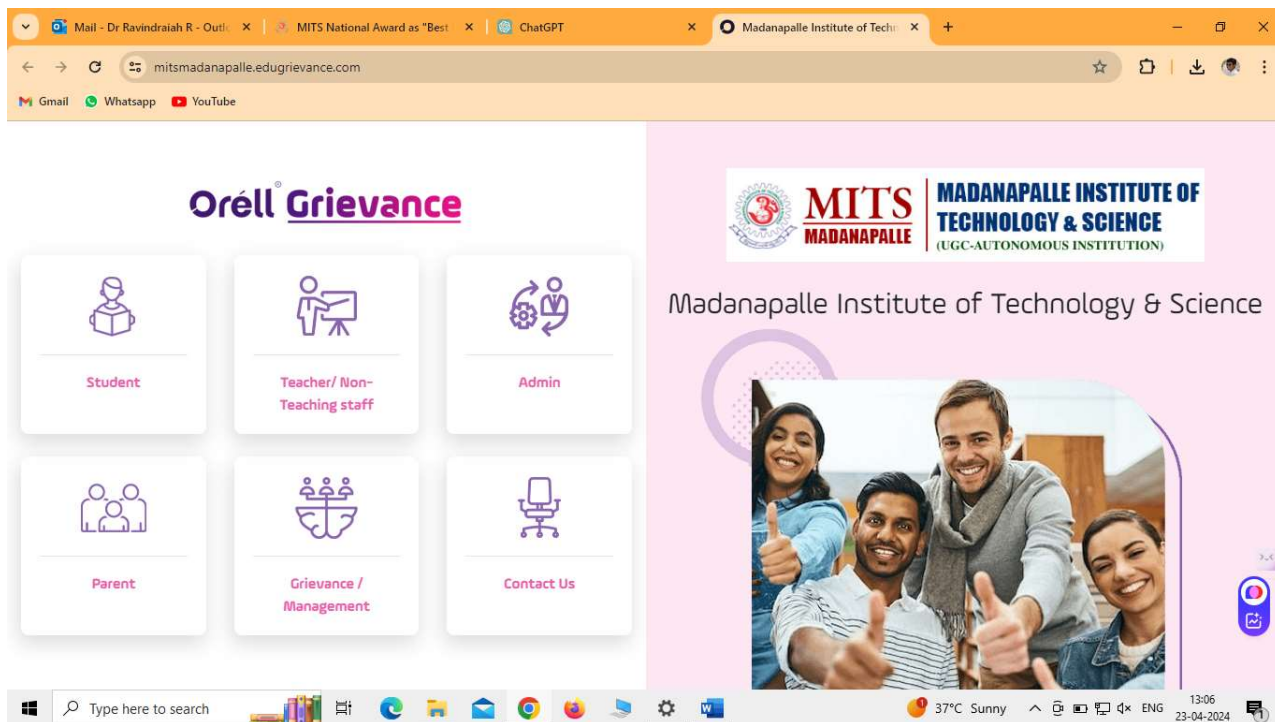 Mail - Dr Ravindraiah R - Outlo
MITS National Award as "Best
ChatGPT
Madanapalle Institute of Techn
mitsmadanapalle.edugrievance.com
Gmail
Whatsapp
YouTube
Oréll Grievance
Student
Teacher/ Non-
Teaching staff
Admin
Parent
Grievance /
Management
Contact Us
MITS
MADANAPALLE
MADANAPALLE INSTITUTE OF
TECHNOLOGY & SCIENCE
(UGC-AUTONOMOUS INSTITUTION)
Madanapalle Institute of Technology & Science
Type here to search
37°C Sunny
ENG
13:06
23-04-2024